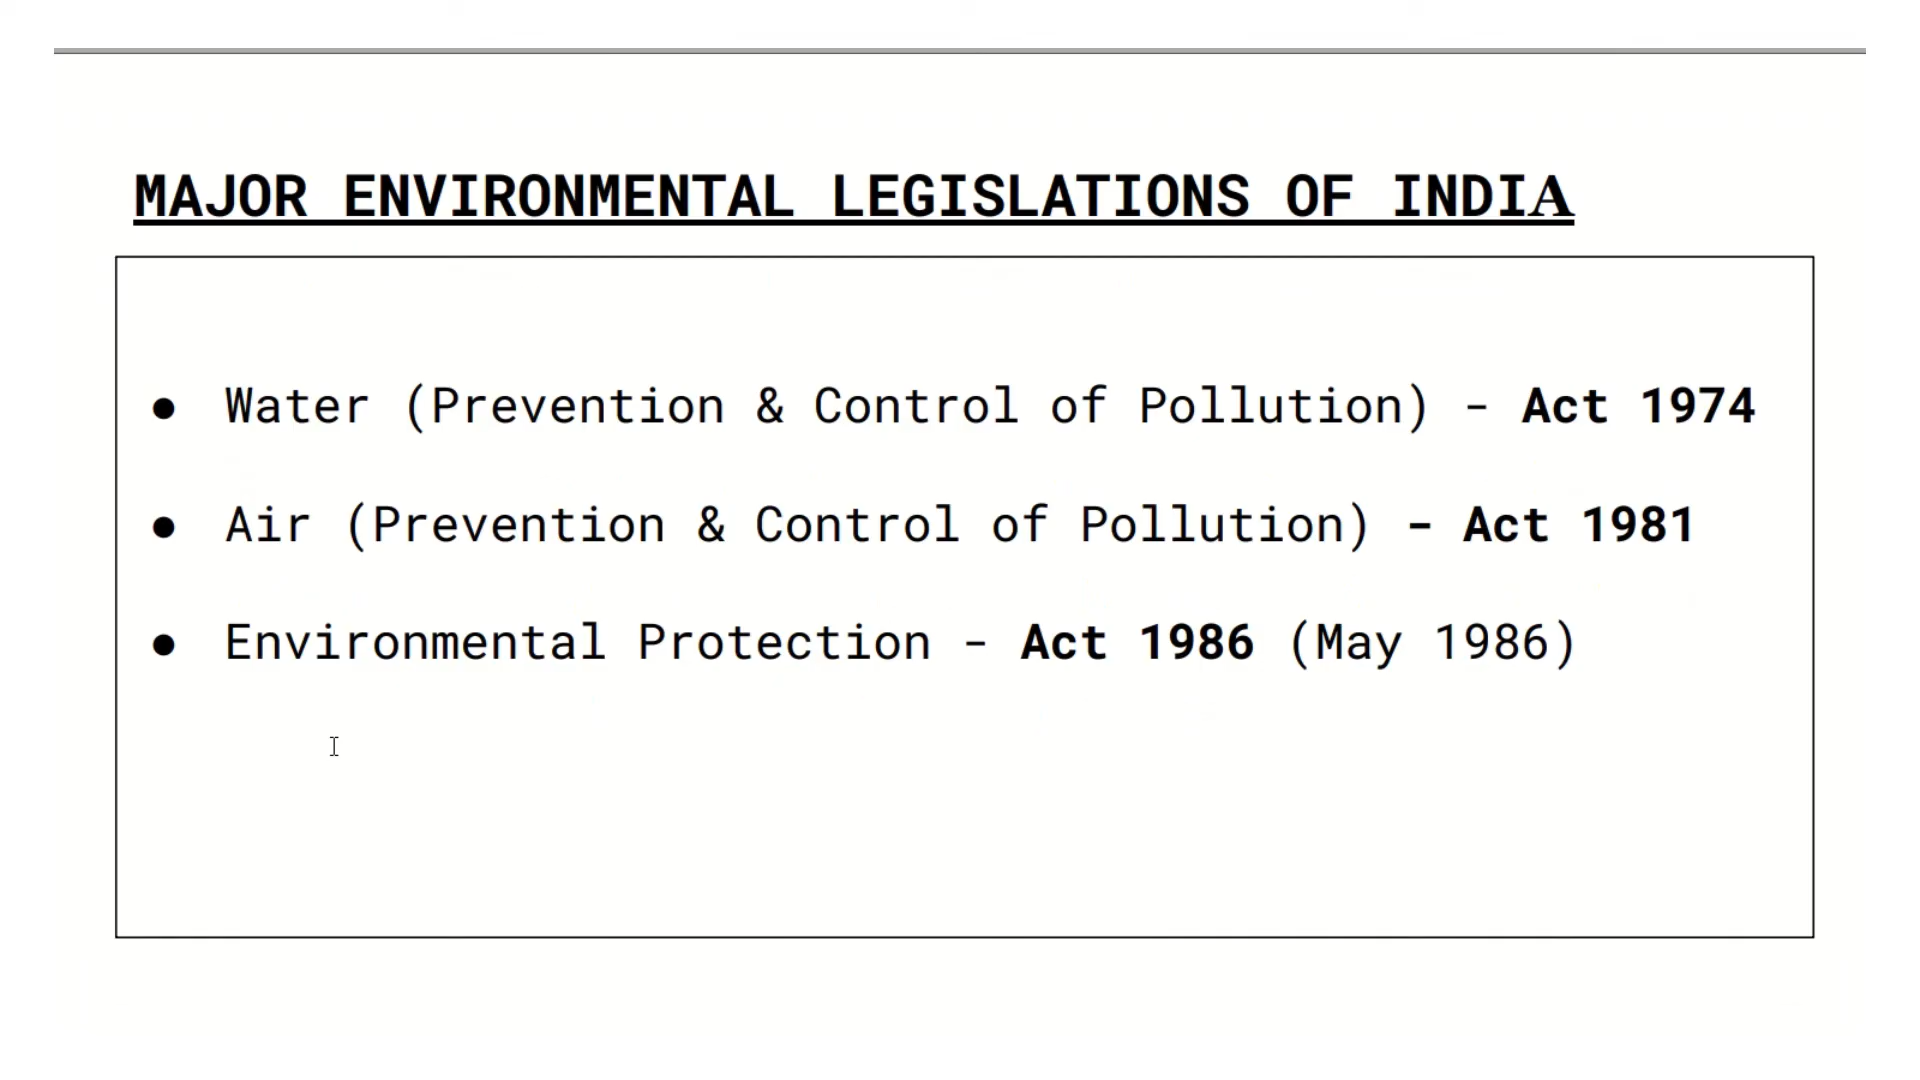 MAJOR ENVIRONMENTAL LEGISLATIONS OF INDIA
● Water (Prevention & Control of Pollution) - Act 1974
● Air (Prevention & Control of Pollution) - Act 1981
● Environmental Protection - Act 1986 (May 1986)